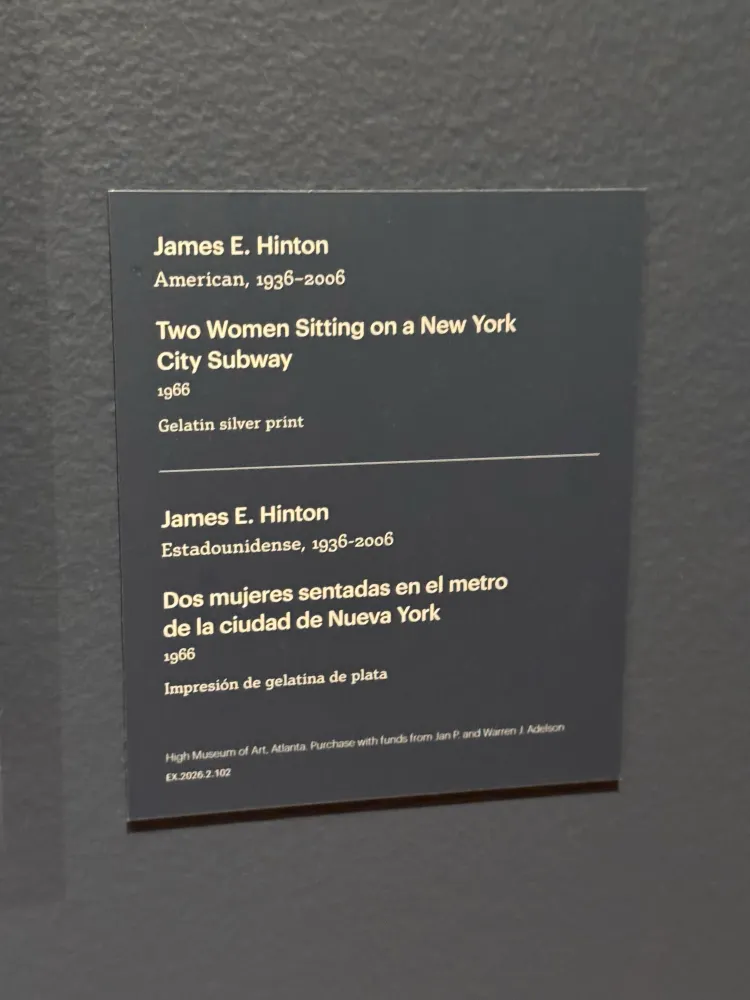 James E. Hinton
American, 1936–2006
Two Women Sitting on a New York
City Subway
1966
Gelatin silver print
James E. Hinton
Estadounidense, 1936-2006
Dos mujeres sentadas en el metro
de la ciudad de Nueva York
1966
Impresión de gelatina de plata
High Museum of Art, Atlanta. Purchase with funds from Jan P. and Warren J. Adelson
EX.2026.2.102